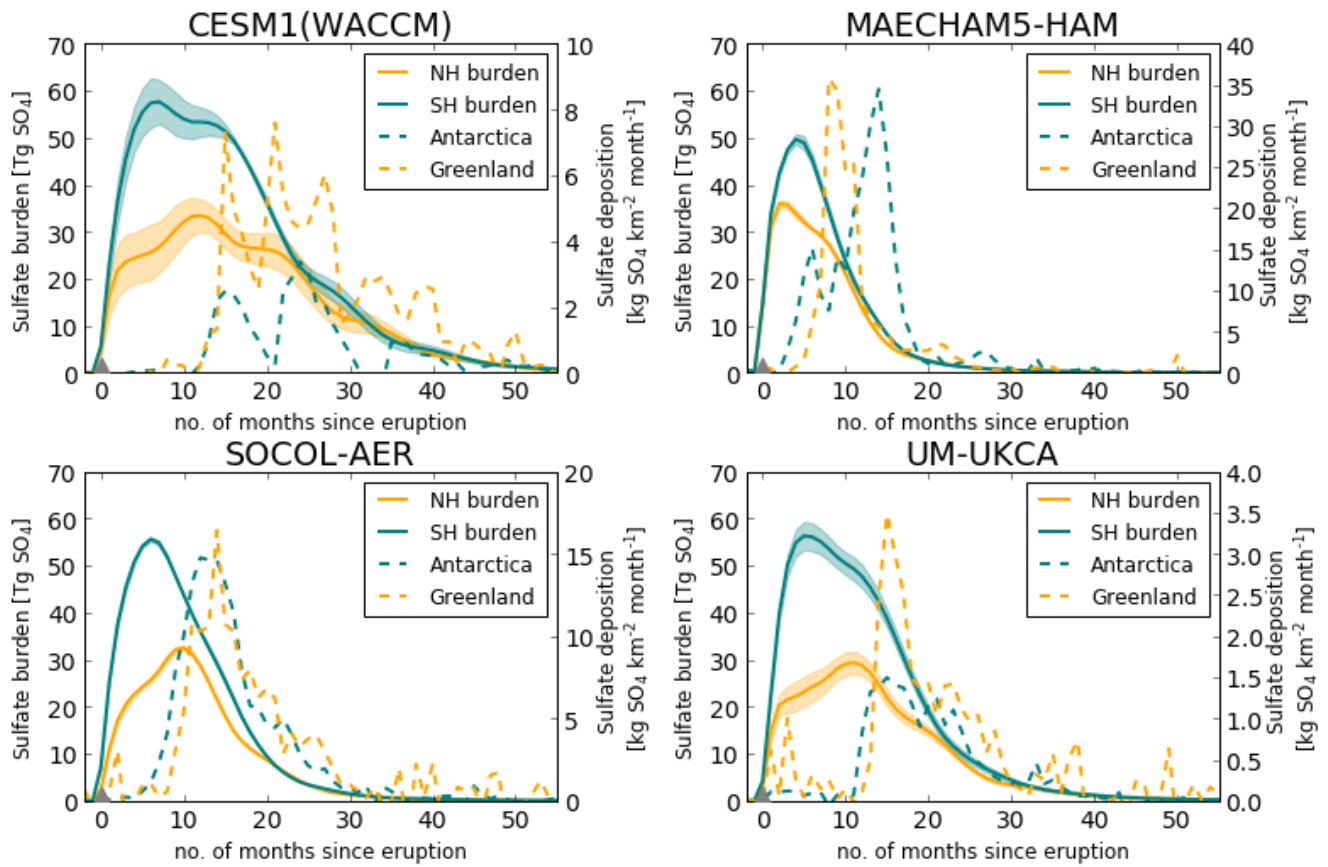 CESM1(WACCM)
70
60
50
40
30
20
10
0
Sulfate burden [Tg SO₄]
NH burden
SH burden
Antarctica
Greenland
10
8
6
4
2
0
Sulfate deposition
[kg SO₄ km⁻² month⁻¹]
0 10 20 30 40 50
no. of months since eruption
MAECHAM5-HAM
70
60
50
40
30
20
10
0
Sulfate burden [Tg SO₄]
NH burden
SH burden
Antarctica
Greenland
40
35
30
25
20
15
10
5
0
Sulfate deposition
[kg SO₄ km⁻² month⁻¹]
0 10 20 30 40 50
no. of months since eruption
SOCOL-AER
70
60
50
40
30
20
10
0
Sulfate burden [Tg SO₄]
NH burden
SH burden
Antarctica
Greenland
20
15
10
5
0
Sulfate deposition
[kg SO₄ km⁻² month⁻¹]
0 10 20 30 40 50
no. of months since eruption
UM-UKCA
70
60
50
40
30
20
10
0
Sulfate burden [Tg SO₄]
NH burden
SH burden
Antarctica
Greenland
4.0
3.5
3.0
2.5
2.0
1.5
1.0
0.5
0.0
Sulfate deposition
[kg SO₄ km⁻² month⁻¹]
0 10 20 30 40 50
no. of months since eruption